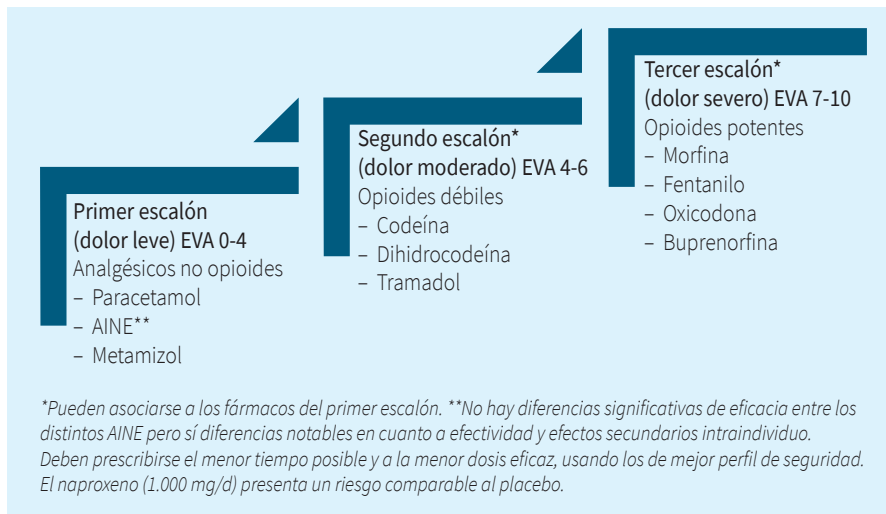 Primer escalón
(dolor leve) EVA 0-4
Analgésicos no opioides
– Paracetamol
– AINE**
– Metamizol
Segundo escalón*
(dolor moderado) EVA 4-6
Opioides débiles
– Codeína
– Dihidrocodeína
– Tramadol
Tercer escalón*
(dolor severo) EVA 7-10
Opioides potentes
– Morfina
– Fentanilo
– Oxicodona
– Buprenorfina
*Pueden asociarse a los fármacos del primer escalón. **No hay diferencias significativas de eficacia entre los
distintos AINE pero sí diferencias notables en cuanto a efectividad y efectos secundarios intraindividuo.
Deben prescribirse el menor tiempo posible y a la menor dosis eficaz, usando los de mejor perfil de seguridad.
El naproxeno (1.000 mg/d) presenta un riesgo comparable al placebo.